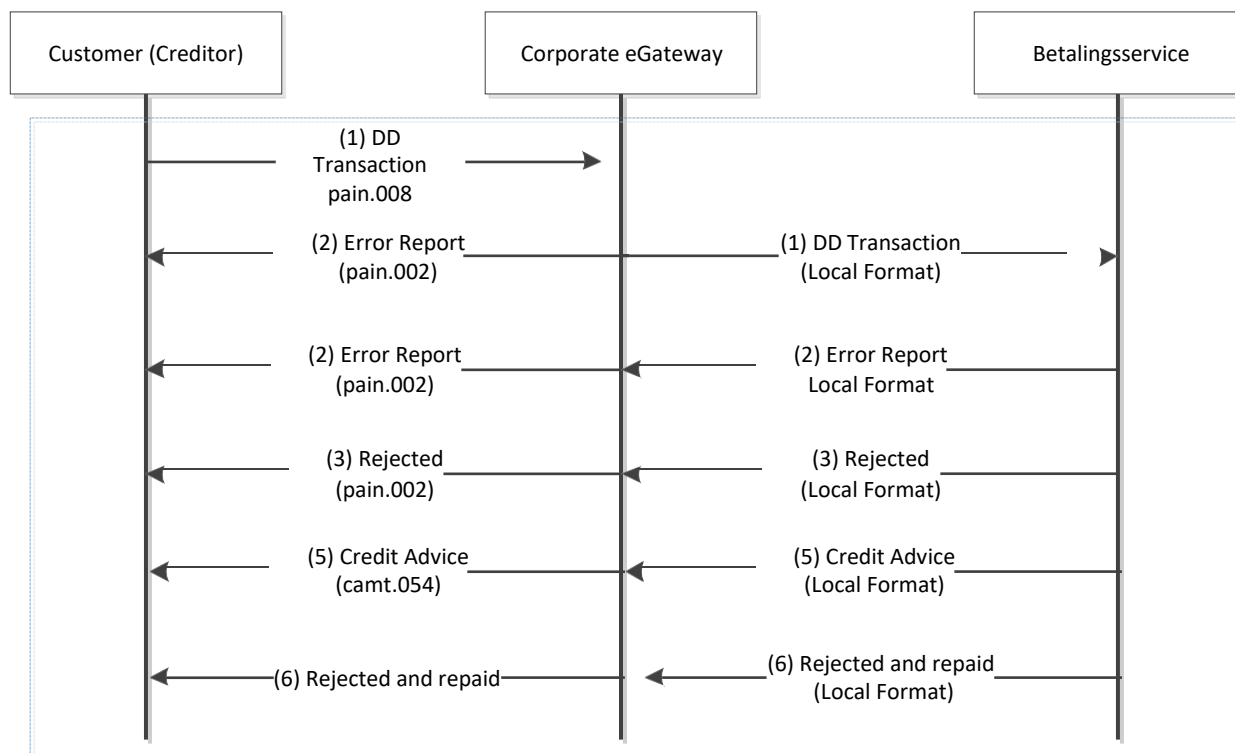 Customer (Creditor)
Corporate eGateway
Betalingsservice
(1) DD
Transaction
pain.008
(2) Error Report
(pain.002)
(1) DD Transaction
(Local Format)
(2) Error Report
(pain.002)
(2) Error Report
Local Format
(3) Rejected
(pain.002)
(3) Rejected
(Local Format)
(5) Credit Advice
(camt.054)
(5) Credit Advice
(Local Format)
(6) Rejected and repaid
(6) Rejected and repaid
(Local Format)